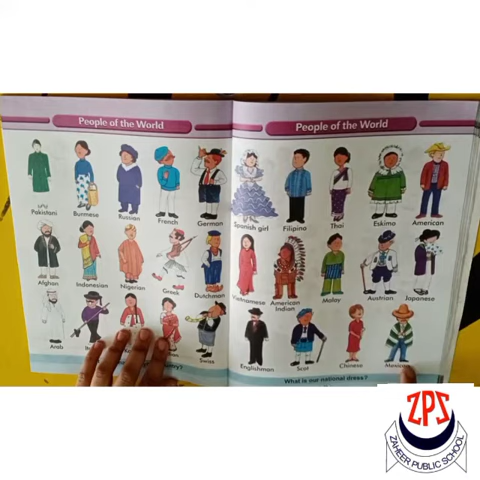 People of the World
Pakistani Burmese Russian French German
Afghan Indonesian Nigerian Greek Dutchman
Arab Swiss
People of the World
Spanish girl Filipino Thai Eskimo American
Vietnamese American Indian Malay Austrian Japanese
Englishman Scot Chinese Mexican
What is our national dress?
ZPS
ZAHEER PUBLIC SCHOOL